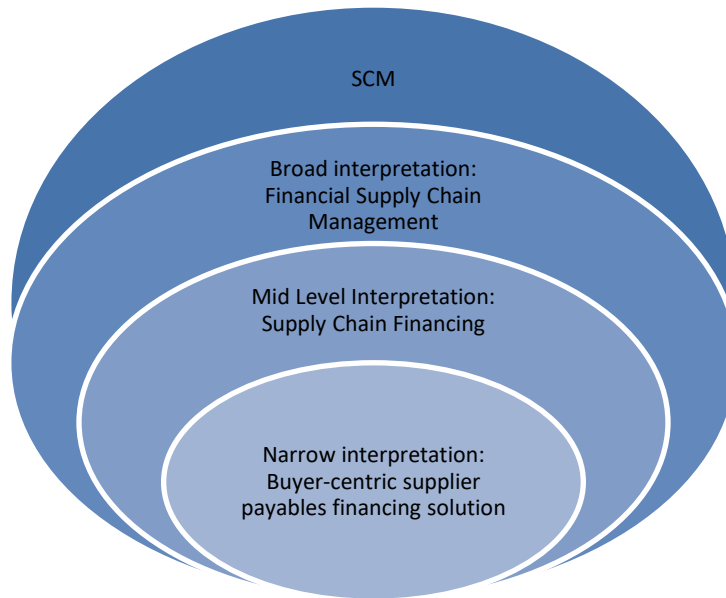 SCM
Broad interpretation:
Financial Supply Chain
Management
Mid Level Interpretation:
Supply Chain Financing
Narrow interpretation:
Buyer-centric supplier
payables financing solution